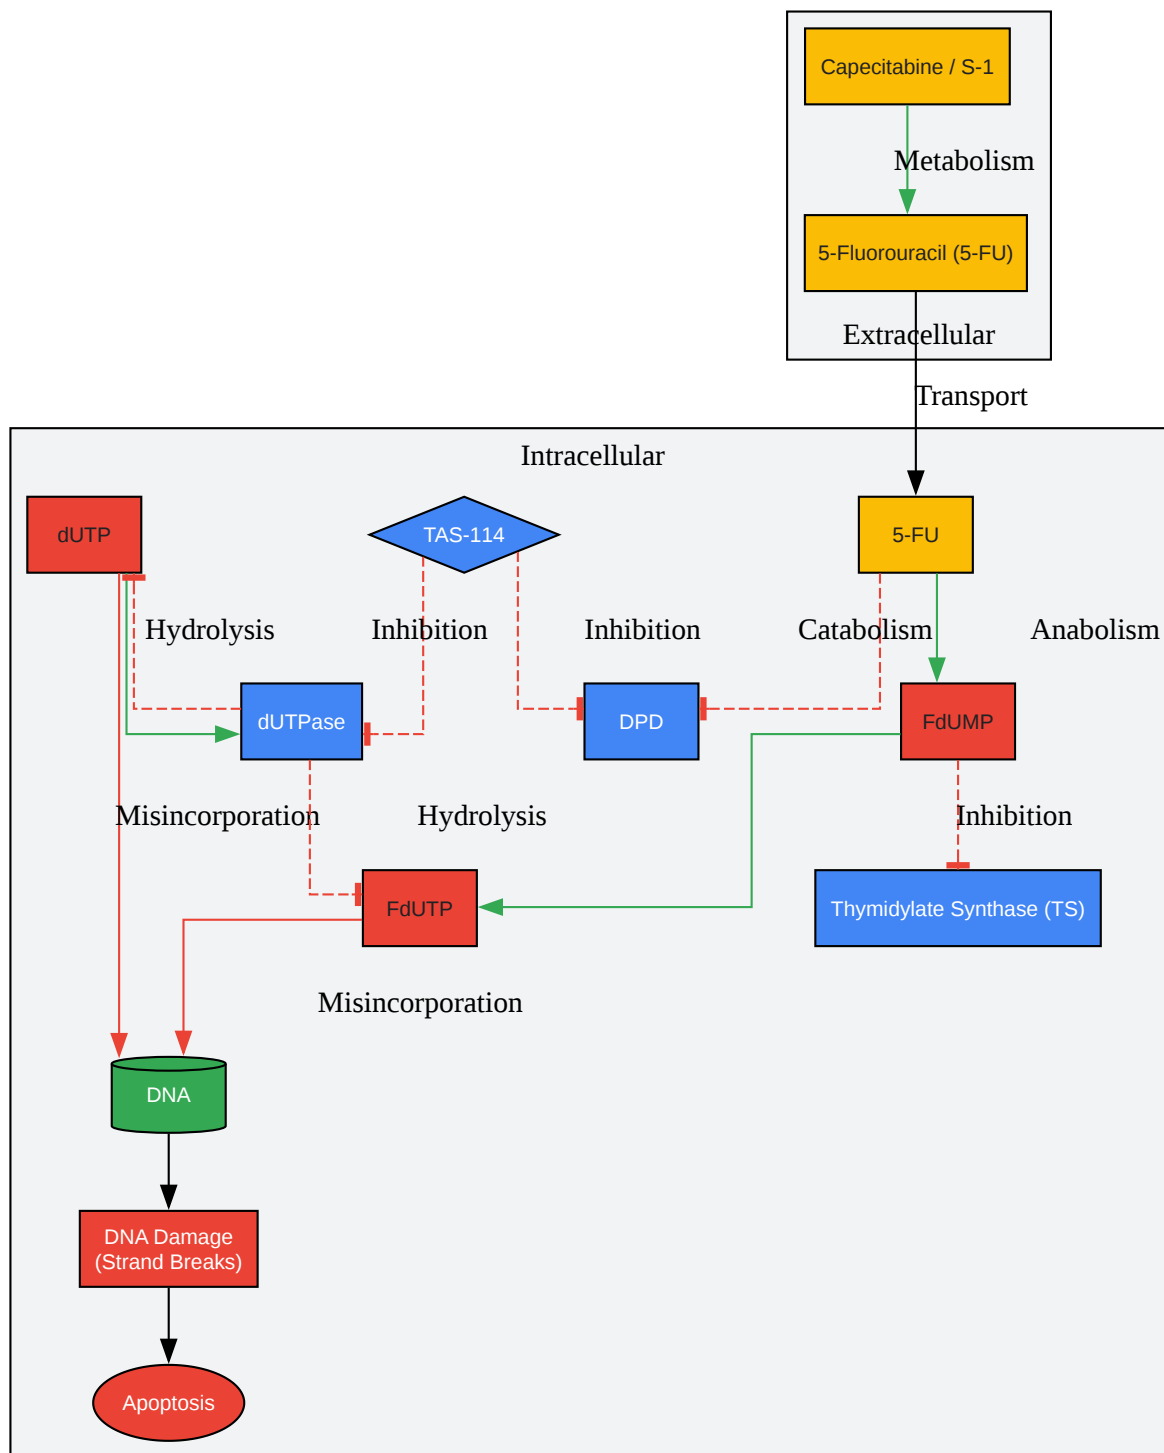 Capecitabine / S-1
Metabolism
5-Fluorouracil (5-FU)
Extracellular
Transport
Intracellular
dUTP
TAS-114
5-FU
Hydrolysis
Inhibition
Inhibition
Catabolism
Anabolism
dUTPase
DPD
FdUMP
Misincorporation
Hydrolysis
Inhibition
FdUTP
Thymidylate Synthase (TS)
Misincorporation
DNA
DNA Damage
(Strand Breaks)
Apoptosis